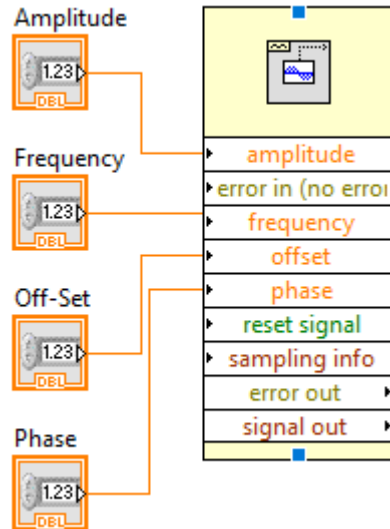 Amplitude
1.23
DBL
Frequency
1.23
DBL
Off-Set
1.23
DBL
Phase
1.23
DBL
amplitude
error in (no error
frequency
offset
phase
reset signal
sampling info
error out
signal out